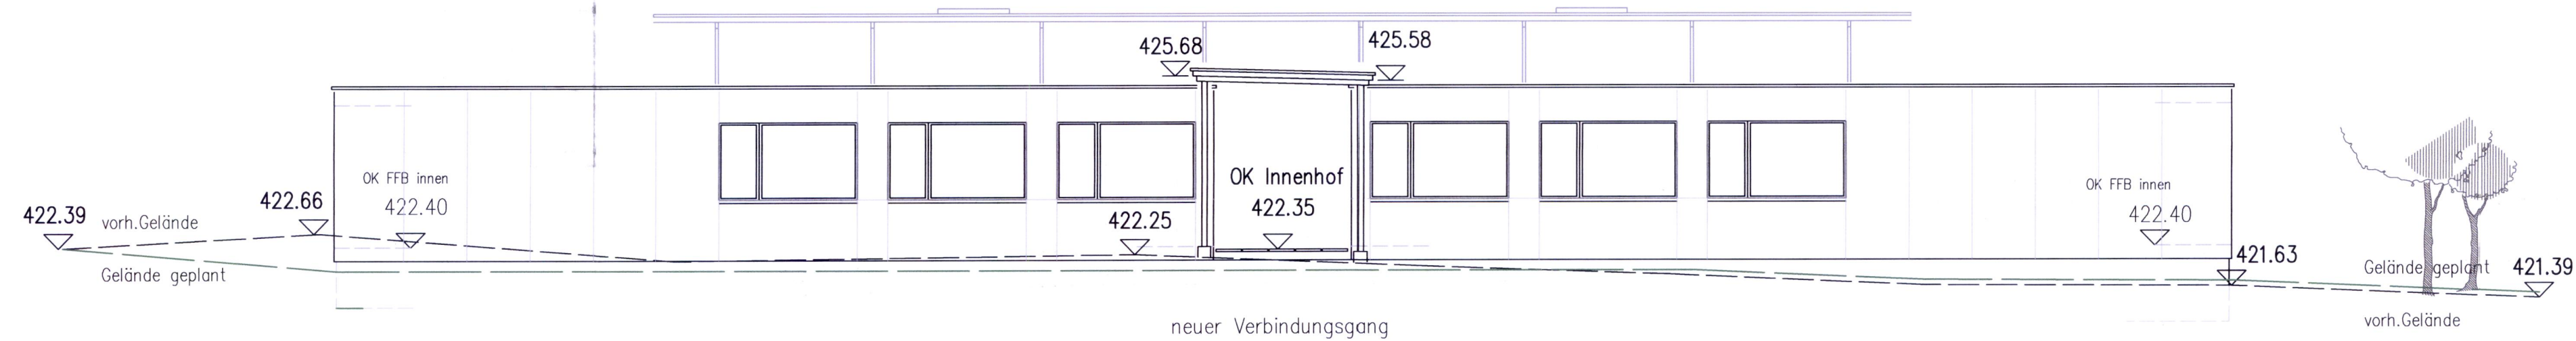 425.68
425.58
OK FFB innen
422.40
422.66
422.39
vorh.Gelände
Gelände geplant
422.25
OK Innenhof
422.35
OK FFB innen
422.40
421.63
Gelände geplant
421.39
vorh.Gelände
neuer Verbindungsgang